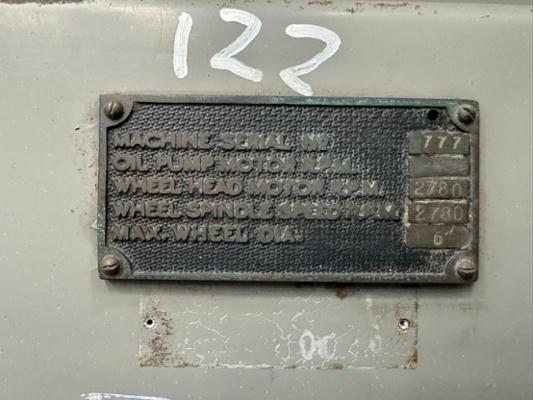 122
MACHINE SERIAL Nº 777
OIL PUMP MOTOR R.P.M.
WHEEL HEAD MOTOR R.P.M. 2780
WHEEL SPINDLE SPEED R.P.M. 2780
MAX. WHEEL DIA. 6"